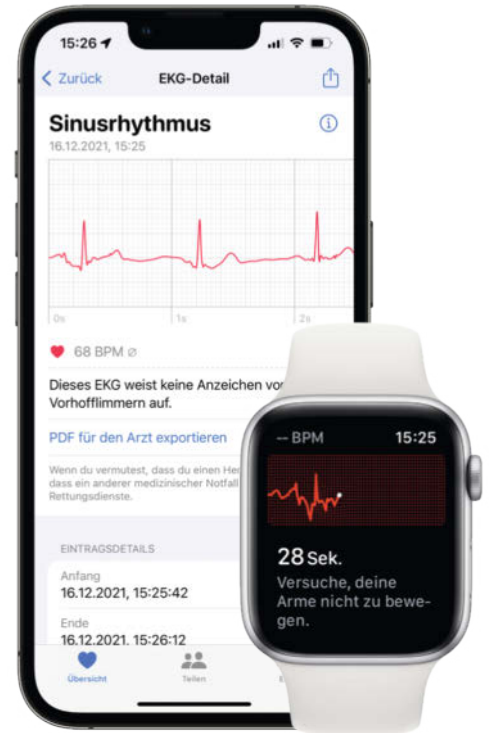 15:26
Zurück
EKG-Detail
Sinusrhythmus
16.12.2021, 15:25
0s 1s 2s
68 BPM ⌀
Dieses EKG weist keine Anzeichen
Vorhofflimmern auf.
PDF für den Arzt exportieren
Wenn du vermutest, dass du einen
dass ein anderer medizinischer Notfall
Rettungsdienste.
EINTRAGSDETAILS
Anfang
16.12.2021, 15:25:42
Ende
16.12.2021, 15:26:12
Übersicht
Teilen
-- BPM
15:25
28 Sek.
Versuche, deine
Arme nicht zu bewe-
gen.